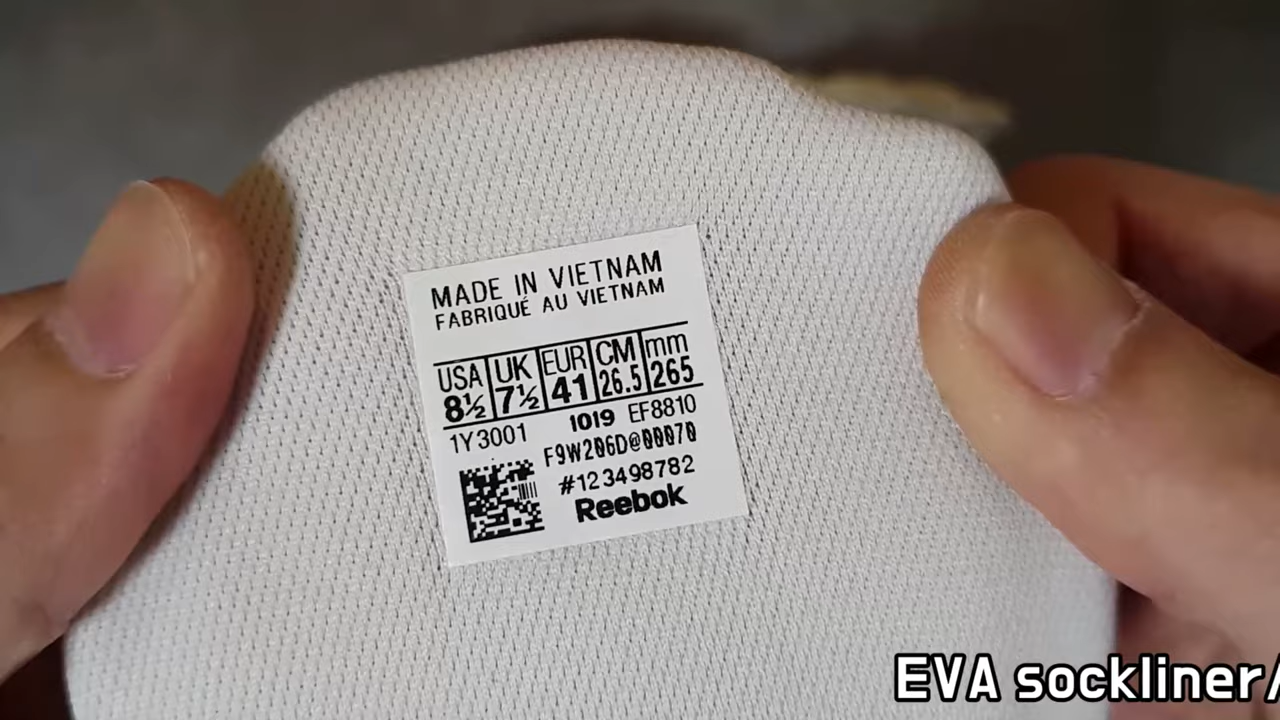 MADE IN VIETNAM
FABRIQUÉ AU VIETNAM
USA UK EUR CM mm
8½ 7½ 41 26.5 265
1Y3001 1019 EF8810
F9W206D@00070
#123498782
Reebok
EVA sockliner/